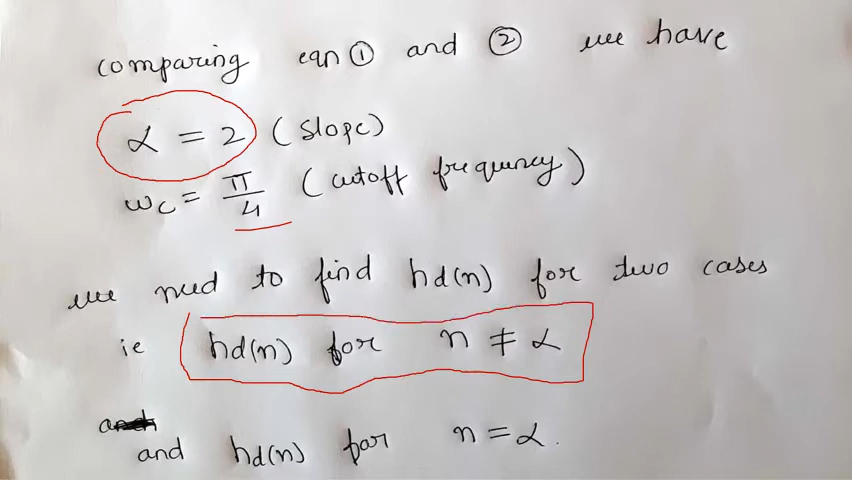 comparing eqn ① and ② we have
α = 2 (slope)
ωc = π/4 (cutoff frequency)
we need to find hd(n) for two cases
ie hd(n) for n ≠ α
and hd(n) for n = α.